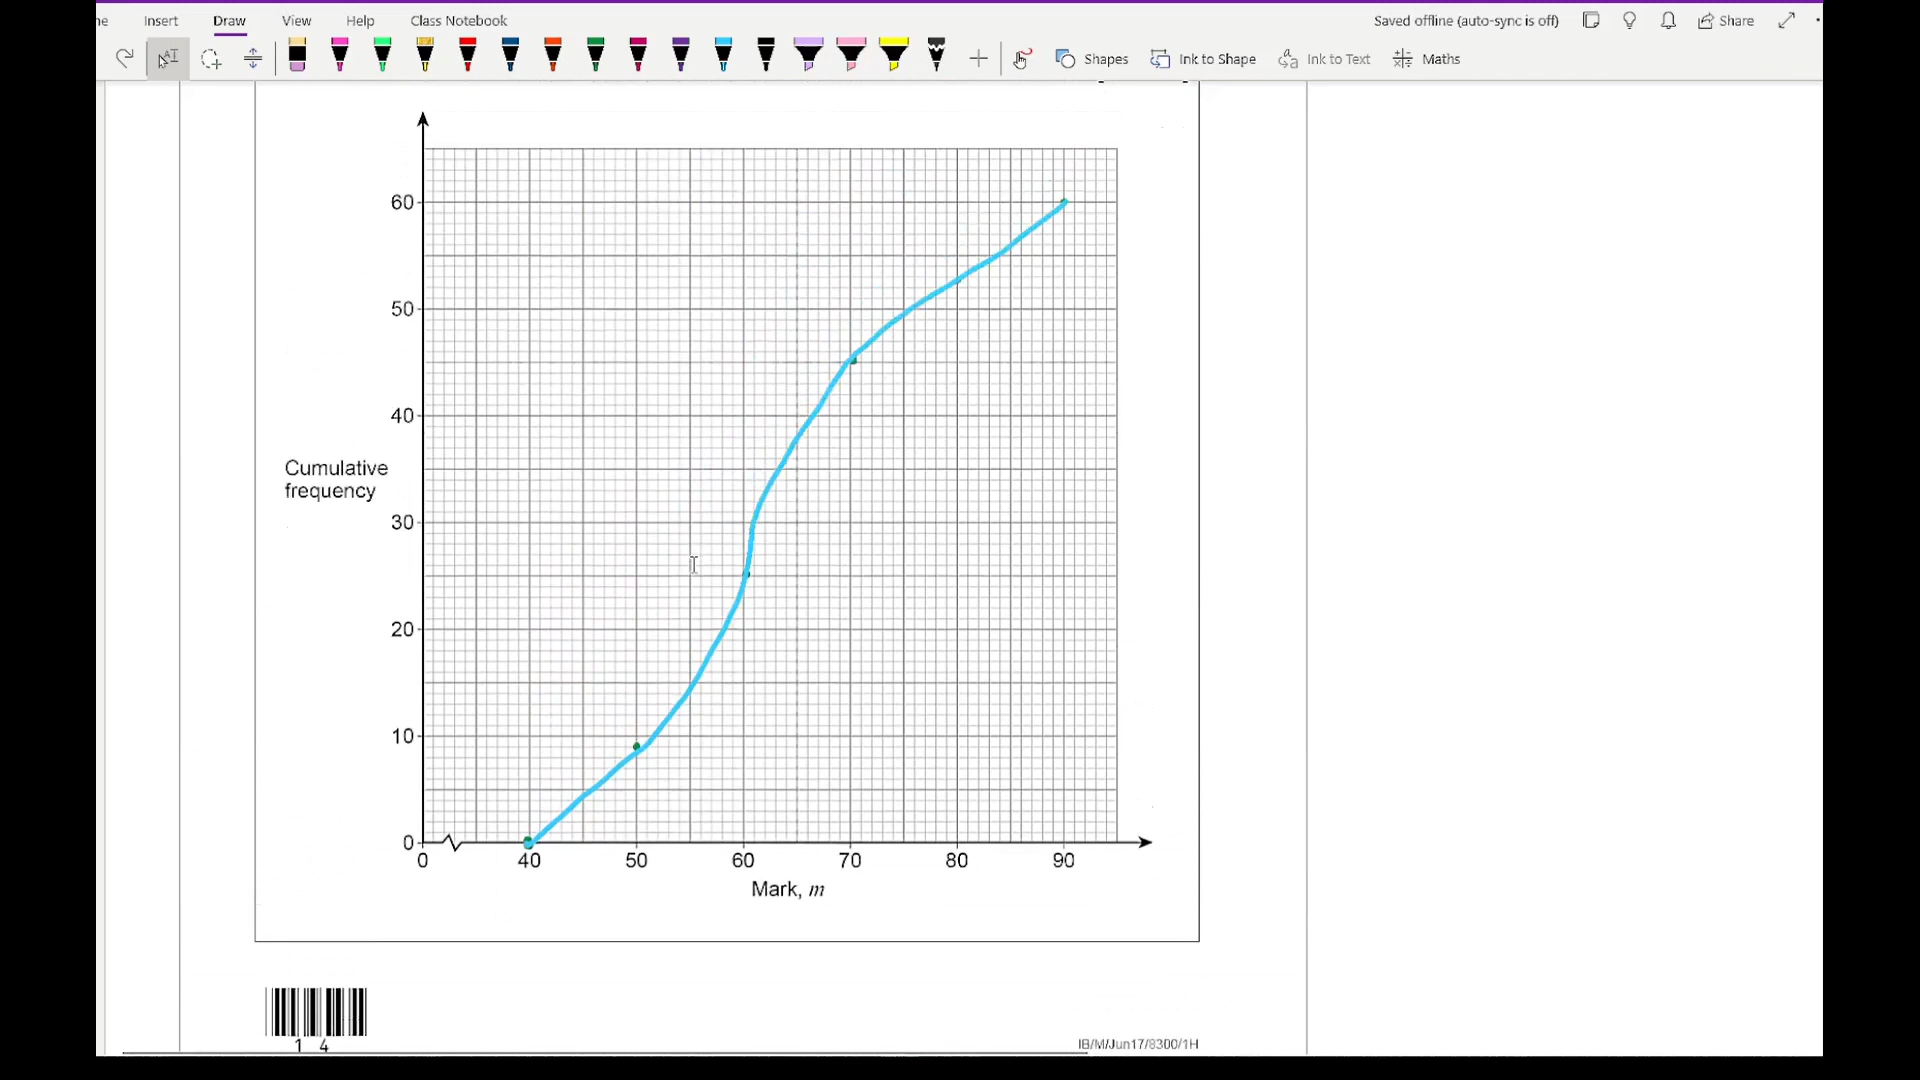 Insert Draw View Help Class Notebook Saved offline (auto-sync is off) Share
Shapes Ink to Shape Ink to Text Maths
60
50
40
Cumulative
frequency
30
20
10
0
0 40 50 60 70 80 90
Mark, m
1 4
IB/M/Jun17/8300/1H